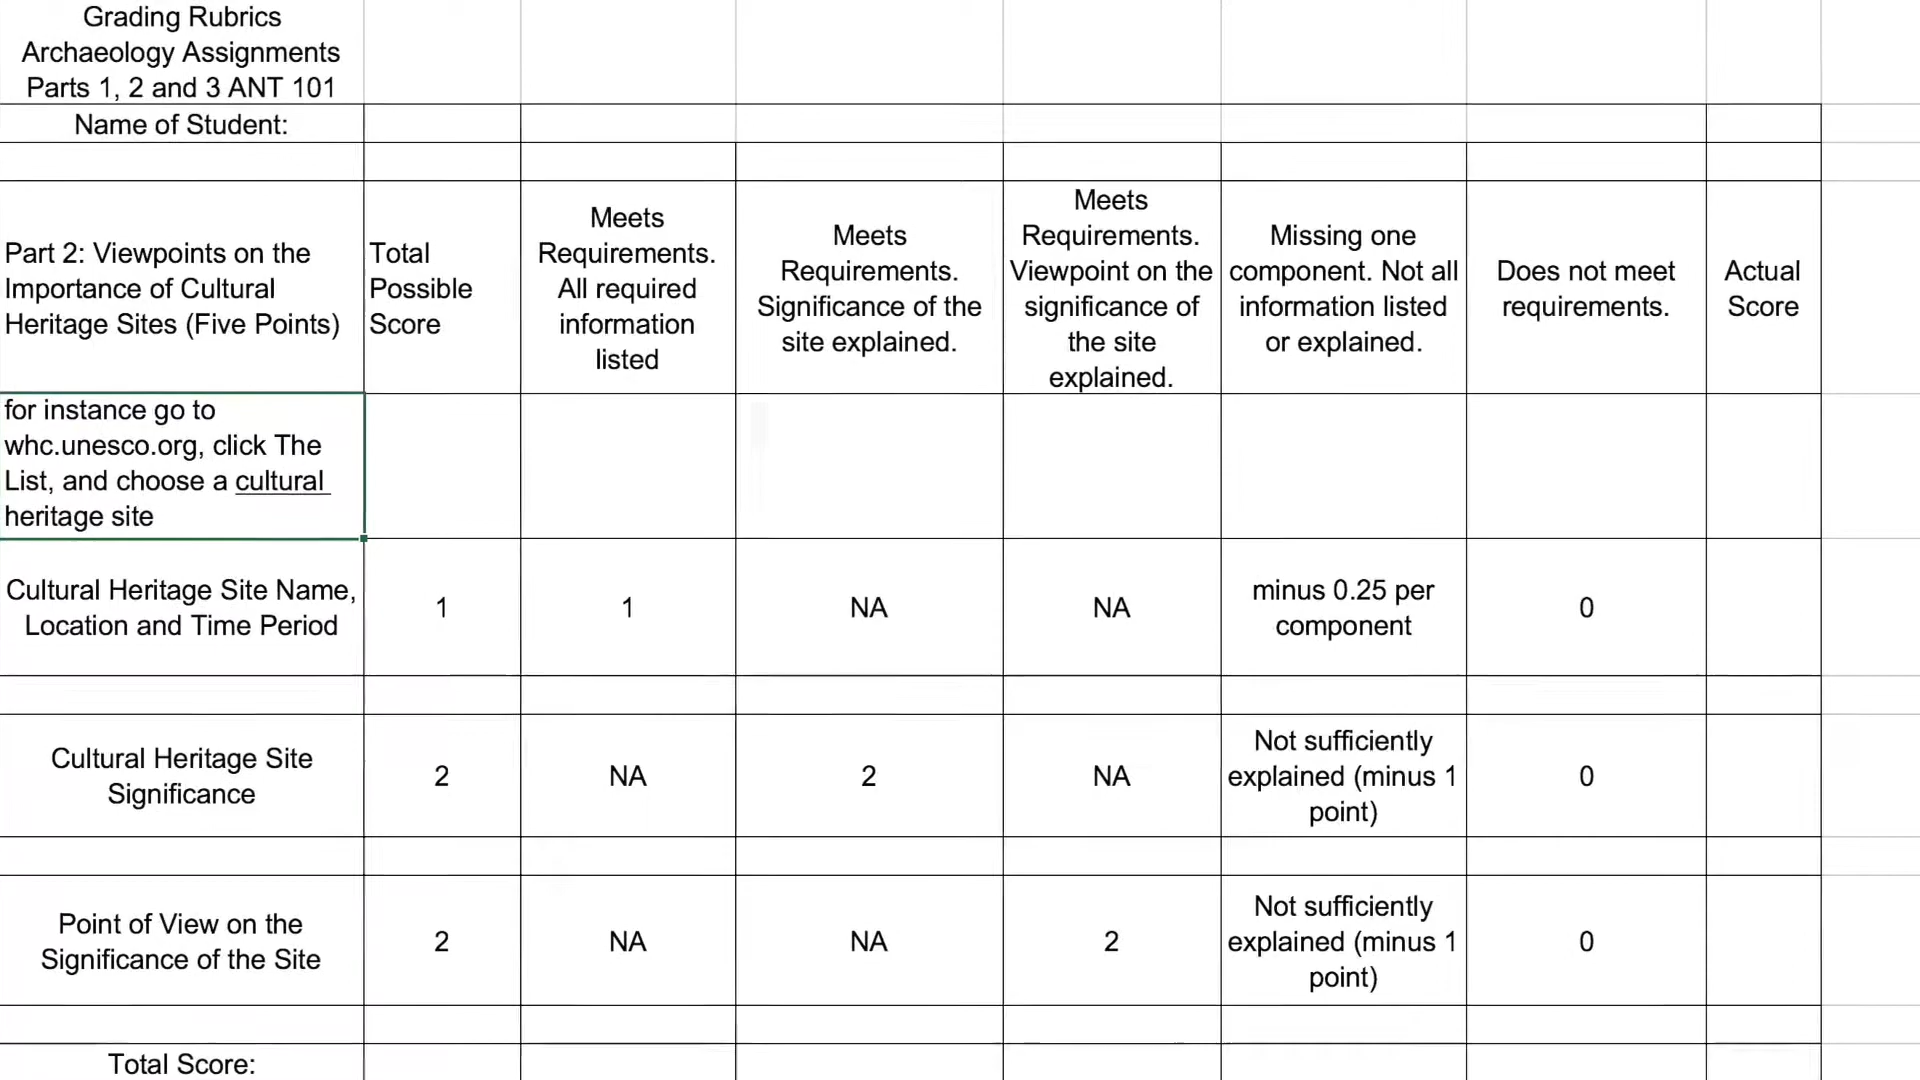 Grading Rubrics
Archaeology Assignments
Parts 1, 2 and 3 ANT 101
Name of Student:
Part 2: Viewpoints on the
Importance of Cultural
Heritage Sites (Five Points)
Total
Possible
Score
Meets
Requirements.
All required
information
listed
Meets
Requirements.
Significance of the
site explained.
Meets
Requirements.
Viewpoint on the
significance of
the site
explained.
Missing one
component. Not all
information listed
or explained.
Does not meet
requirements.
Actual
Score
for instance go to
whc.unesco.org, click The
List, and choose a cultural
heritage site
Cultural Heritage Site Name,
Location and Time Period
1
1
NA
NA
minus 0.25 per
component
0
Cultural Heritage Site
Significance
2
NA
2
NA
Not sufficiently
explained (minus 1
point)
0
Point of View on the
Significance of the Site
2
NA
NA
2
Not sufficiently
explained (minus 1
point)
0
Total Score: